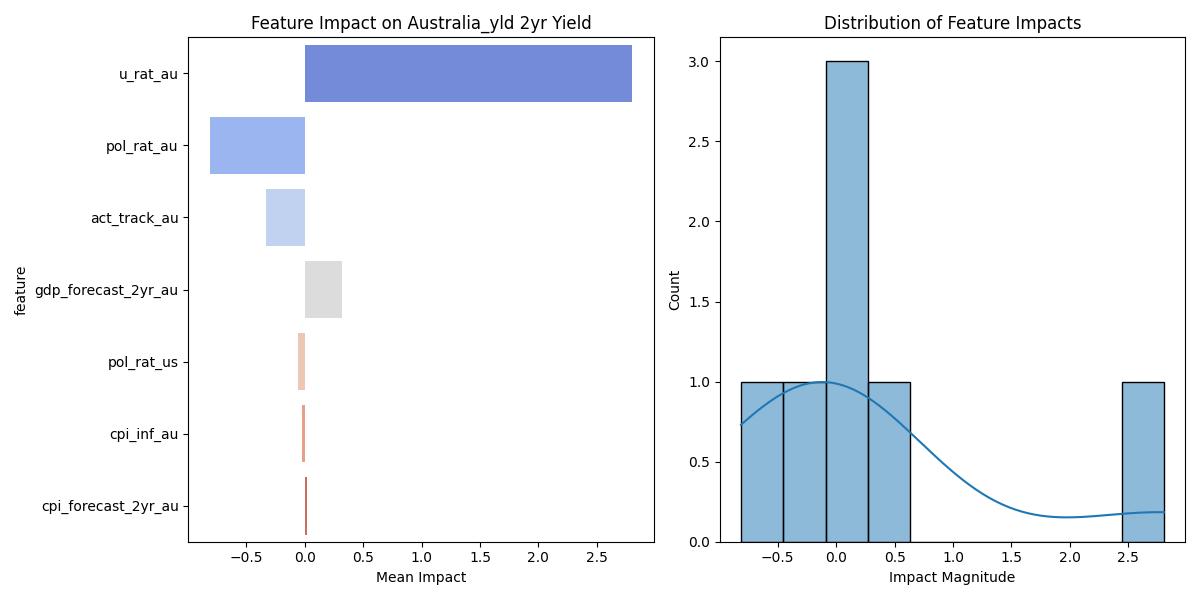 Feature Impact on Australia_yld 2yr Yield
feature
u_rat_au
pol_rat_au
act_track_au
gdp_forecast_2yr_au
pol_rat_us
cpi_inf_au
cpi_forecast_2yr_au
−0.5 0.0 0.5 1.0 1.5 2.0 2.5
Mean Impact
Distribution of Feature Impacts
Count
3.0
2.5
2.0
1.5
1.0
0.5
0.0
−0.5 0.0 0.5 1.0 1.5 2.0 2.5
Impact Magnitude